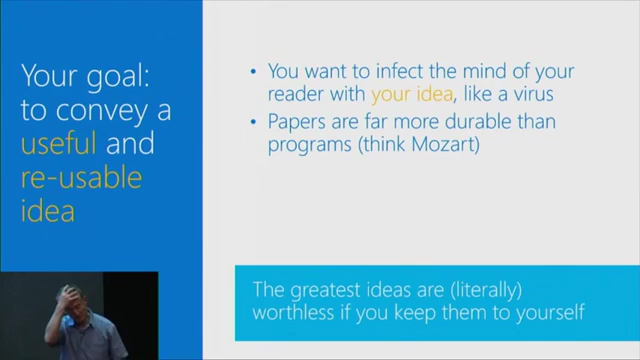 Your goal:
to convey a
useful and
re-usable
idea
• You want to infect the mind of your
reader with your idea, like a virus
• Papers are far more durable than
programs (think Mozart)
The greatest ideas are (literally)
worthless if you keep them to yourself